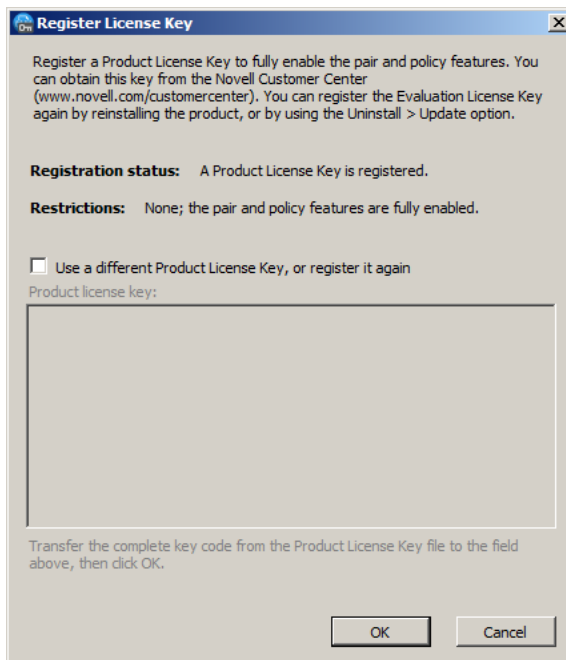 Register License Key
Register a Product License Key to fully enable the pair and policy features. You
can obtain this key from the Novell Customer Center
(www.novell.com/customercenter). You can register the Evaluation License Key
again by reinstalling the product, or by using the Uninstall > Update option.
Registration status: A Product License Key is registered.
Restrictions: None; the pair and policy features are fully enabled.
Use a different Product License Key, or register it again
Product license key:
Transfer the complete key code from the Product License Key file to the field
above, then click OK.
OK Cancel